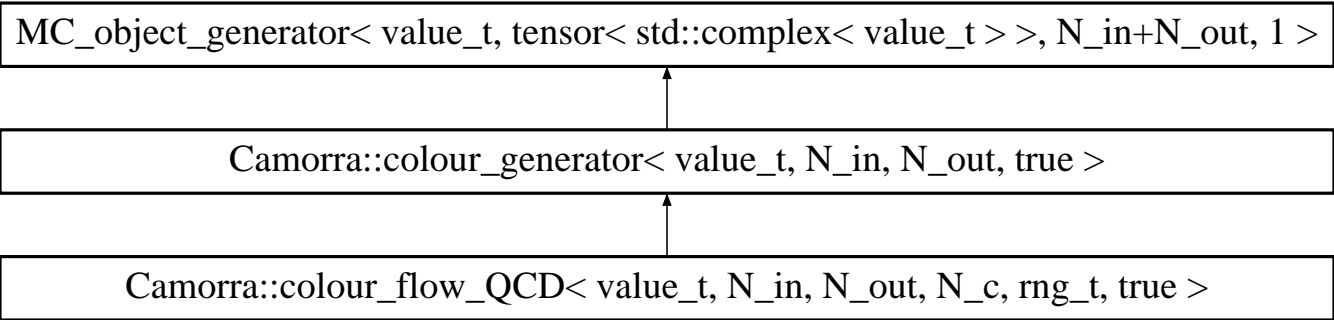 MC_object_generator< value_t, tensor< std::complex< value_t > >, N_in+N_out, 1 >
Camorra::colour_generator< value_t, N_in, N_out, true >
Camorra::colour_flow_QCD< value_t, N_in, N_out, N_c, rng_t, true >